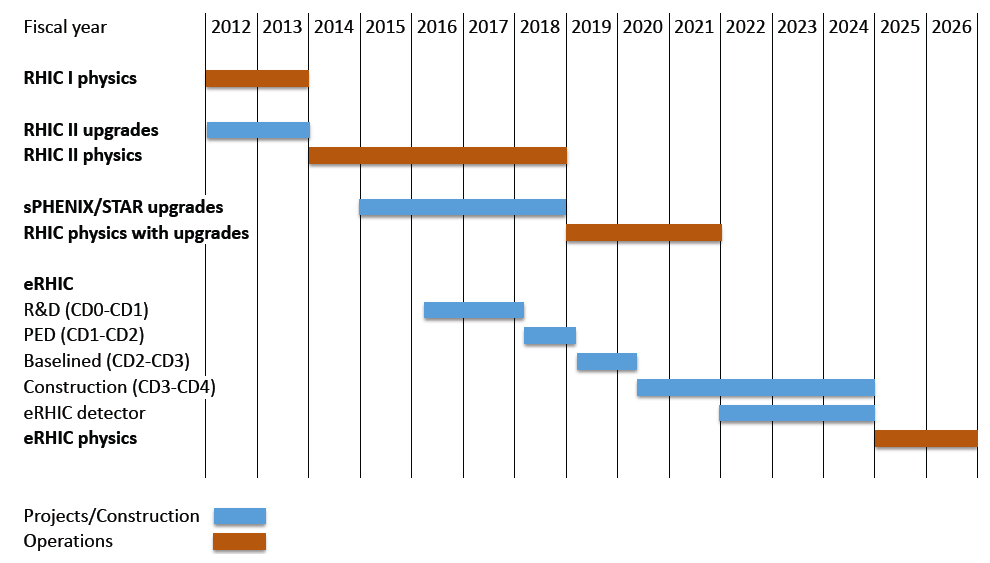 Fiscal year 2012 2013 2014 2015 2016 2017 2018 2019 2020 2021 2022 2023 2024 2025 2026
RHIC I physics
RHIC II upgrades
RHIC II physics
sPHENIX/STAR upgrades
RHIC physics with upgrades
eRHIC
R&D (CD0-CD1)
PED (CD1-CD2)
Baselined (CD2-CD3)
Construction (CD3-CD4)
eRHIC detector
eRHIC physics
Projects/Construction
Operations